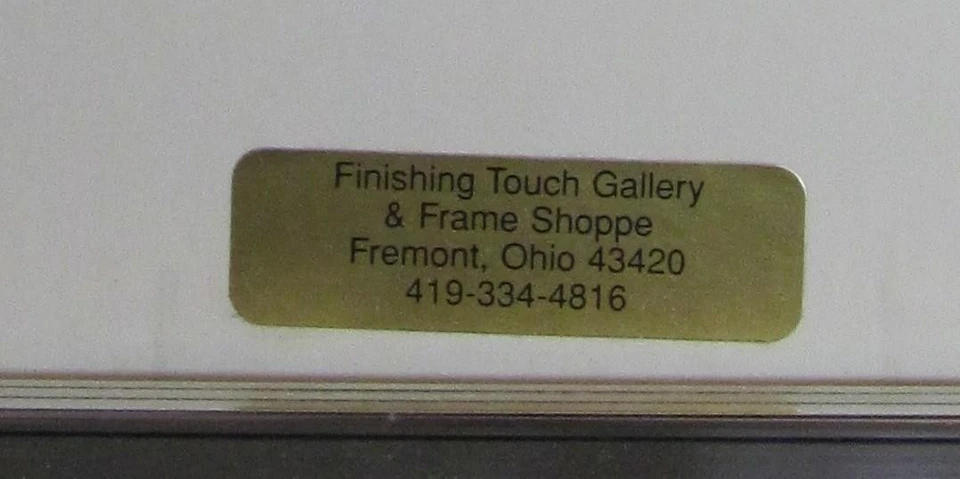 Finishing Touch Gallery
& Frame Shoppe
Fremont, Ohio 43420
419-334-4816